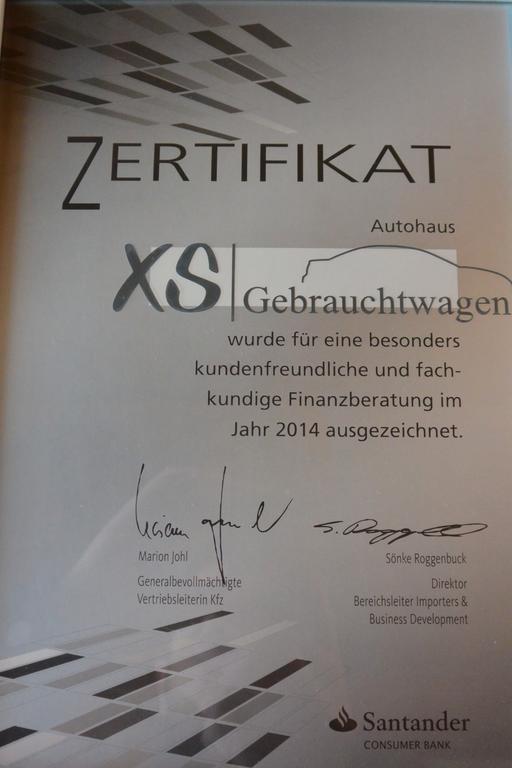 ZERTIFIKAT
Autohaus
XS Gebrauchtwagen
wurde für eine besonders
kundenfreundliche und fach-
kundige Finanzberatung im
Jahr 2014 ausgezeichnet.
Marion Johl
Generalbevollmächtigte
Vertriebsleiterin Kfz
Sönke Roggenbuck
Direktor
Bereichsleiter Importers &
Business Development
Santander
CONSUMER BANK